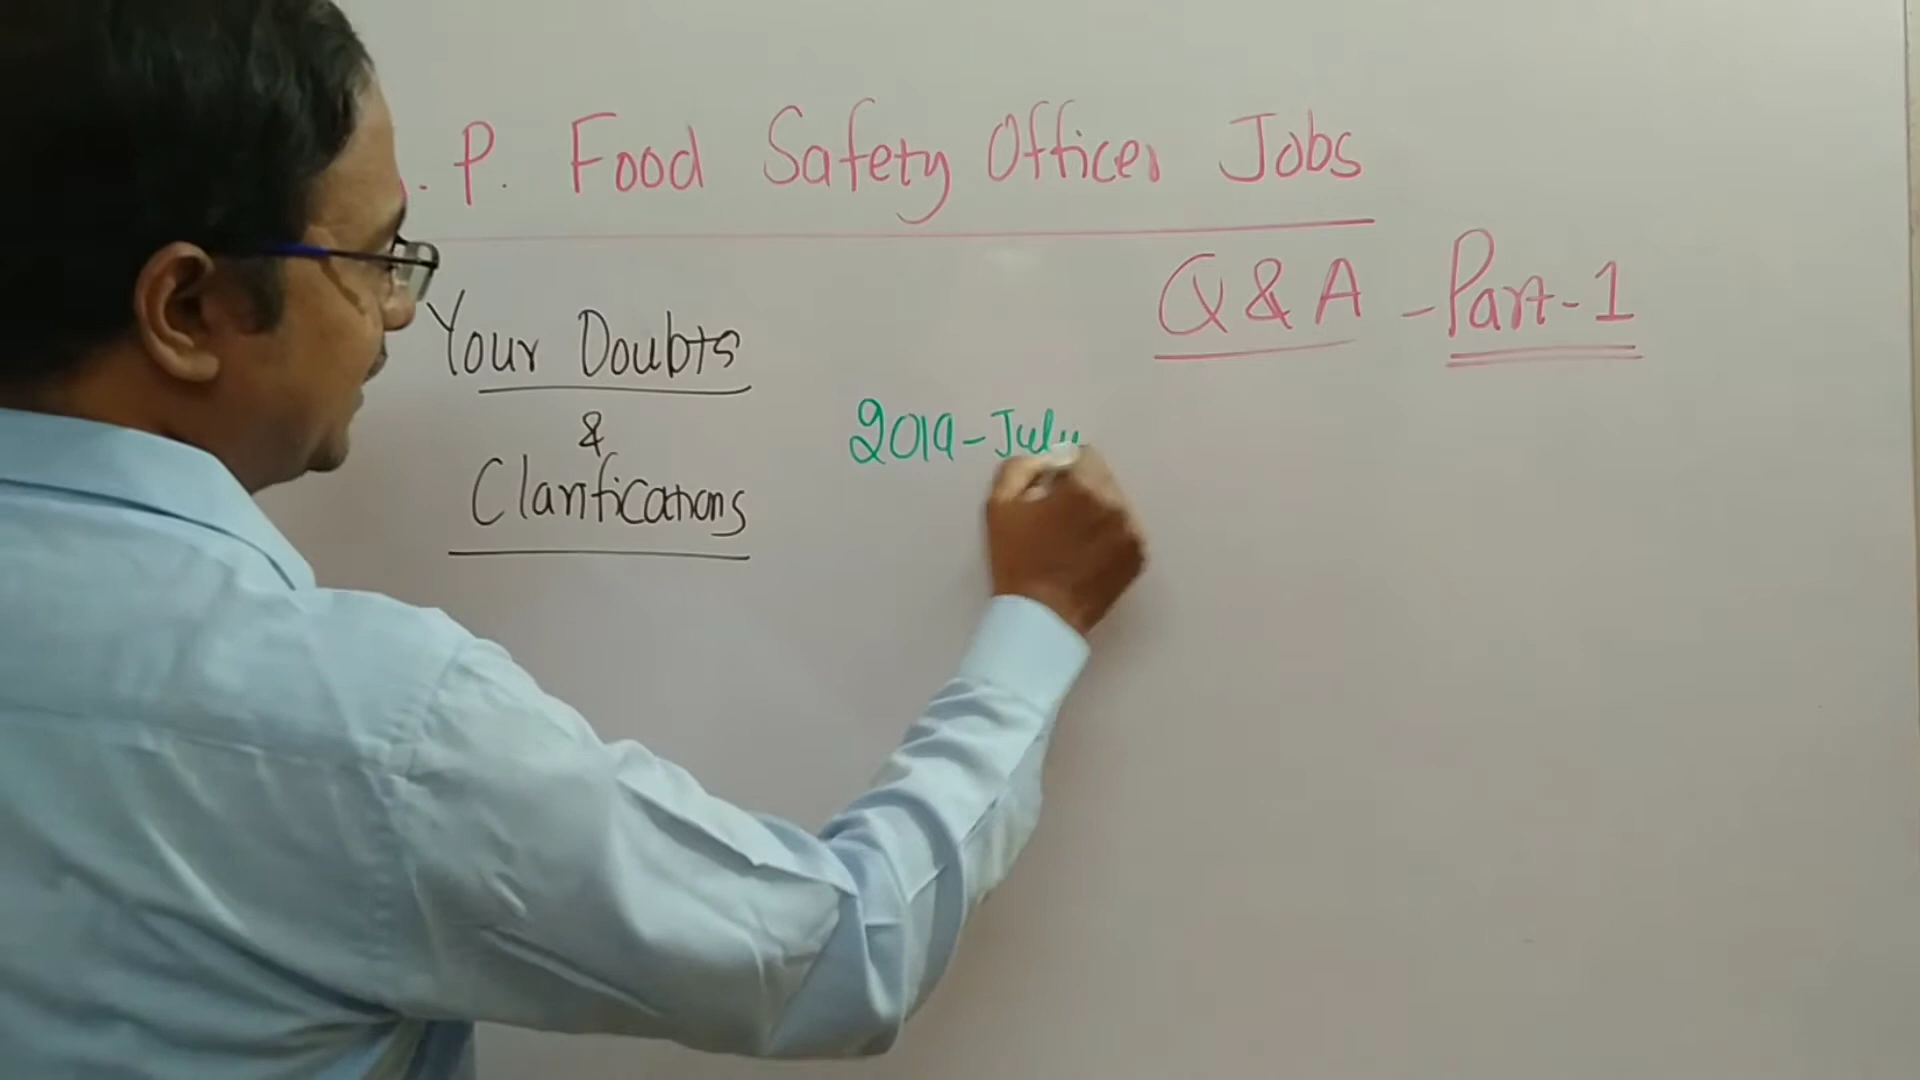 . P. Food Safety Officer Jobs
Q & A - Part-1
Your Doubts
&
Clarifications
2019-July